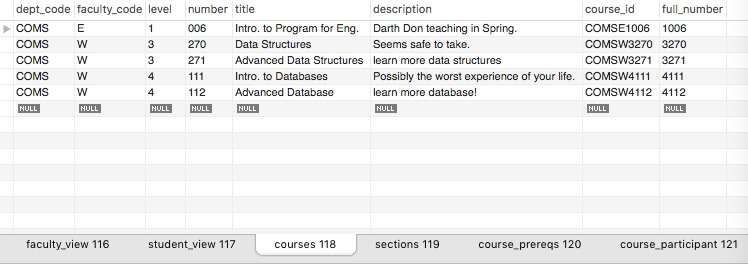 dept_code faculty_code level number title description course_id full_number
COMS E 1 006 Intro. to Program for Eng. Darth Don teaching in Spring. COMSE1006 1006
COMS W 3 270 Data Structures Seems safe to take. COMSW3270 3270
COMS W 3 271 Advanced Data Structures learn more data structures COMSW3271 3271
COMS W 4 111 Intro. to Databases Possibly the worst experience of your life. COMSW4111 4111
COMS W 4 112 Advanced Database learn more database! COMSW4112 4112
NULL NULL NULL NULL NULL NULL NULL NULL
faculty_view 116 student_view 117 courses 118 sections 119 course_prereqs 120 course_participant 121